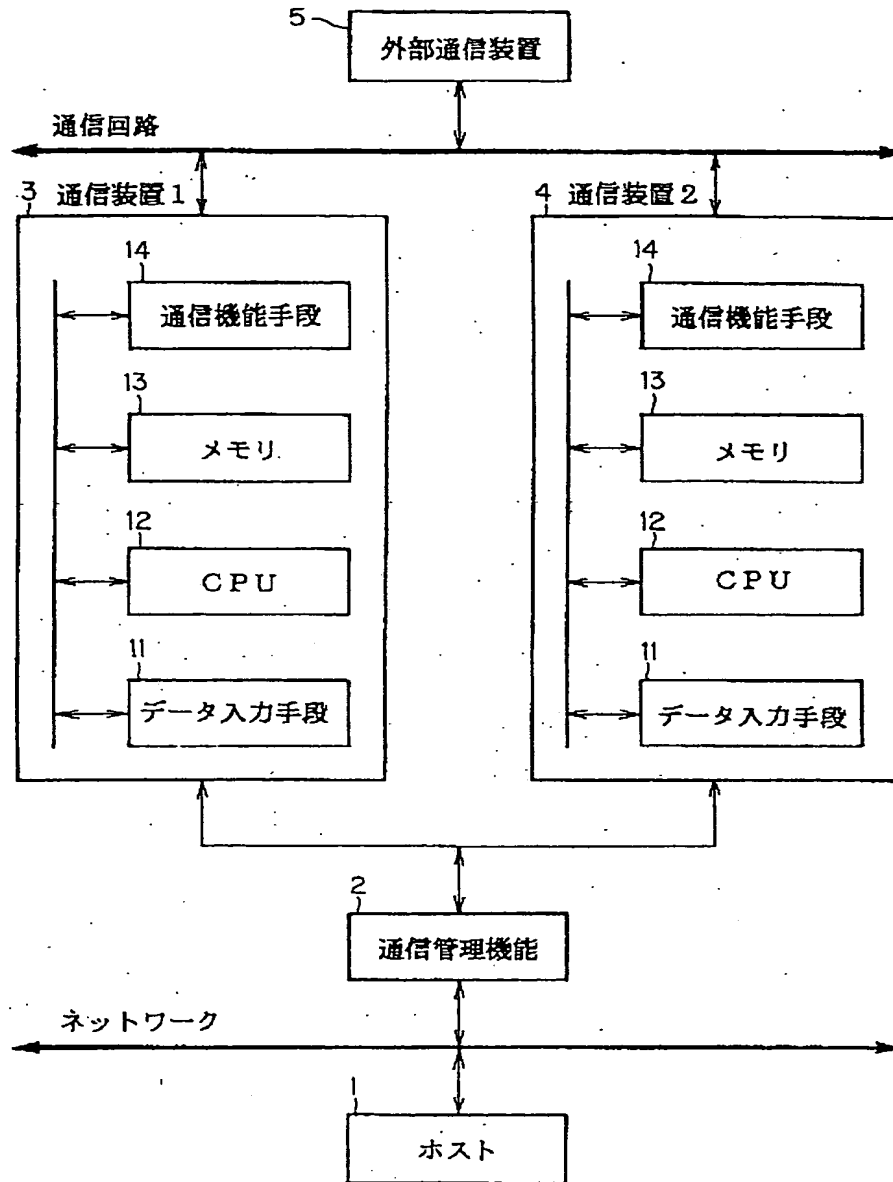 5
外部通信装置
通信回路
3 通信装置1
4 通信装置2
14
通信機能手段
14
通信機能手段
13
メモリ
13
メモリ
12
CPU
12
CPU
11
データ入力手段
11
データ入力手段
2
通信管理機能
ネットワーク
1
ホスト